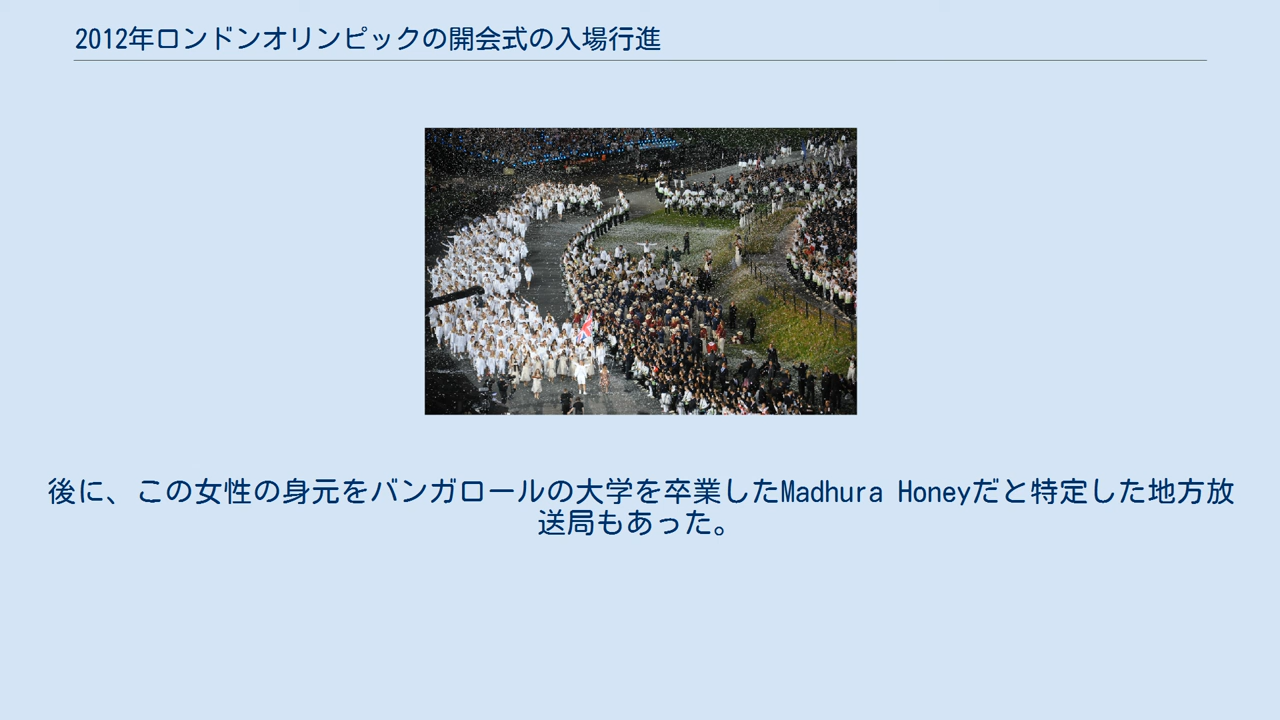 2012年ロンドンオリンピックの開会式の入場行進
後に、この女性の身元をバンガロールの大学を卒業したMadhura Honeyだと特定した地方放
送局もあった。